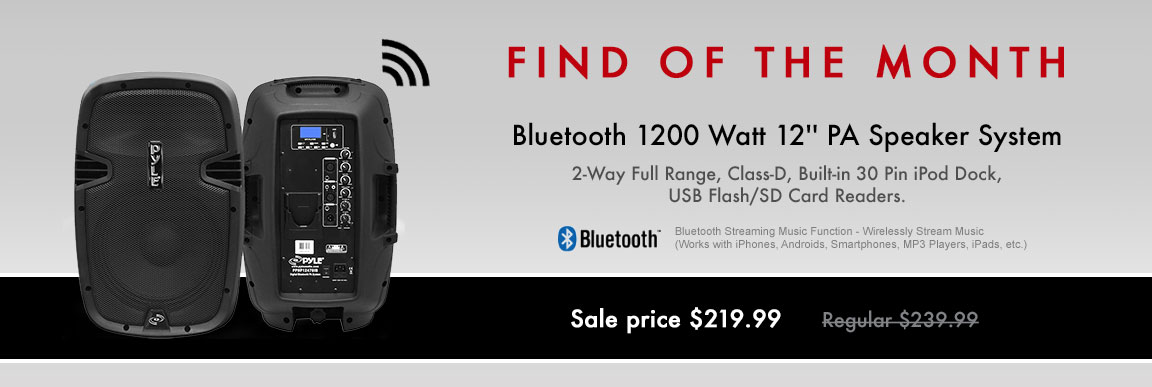 FIND OF THE MONTH
Bluetooth 1200 Watt 12'' PA Speaker System
2-Way Full Range, Class-D, Built-in 30 Pin iPod Dock,
USB Flash/SD Card Readers.
Bluetooth™
Bluetooth Streaming Music Function - Wirelessly Stream Music
(Works with iPhones, Androids, Smartphones, MP3 Players, iPads, etc.)
Sale price $219.99 Regular $239.99
PYLE
PYLE